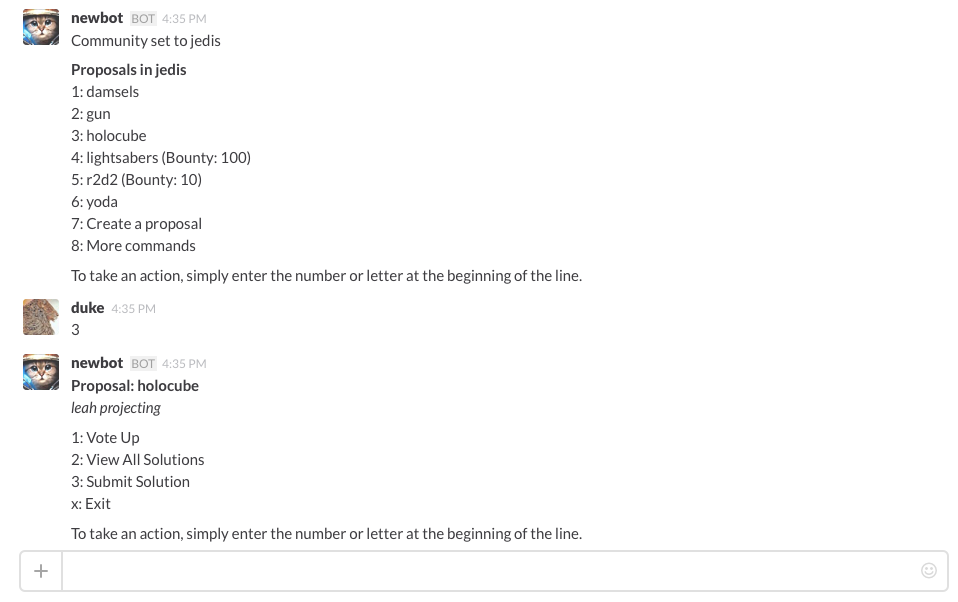 newbot BOT 4:35 PM
Community set to jedis
Proposals in jedis
1: damsels
2: gun
3: holocube
4: lightsabers (Bounty: 100)
5: r2d2 (Bounty: 10)
6: yoda
7: Create a proposal
8: More commands
To take an action, simply enter the number or letter at the beginning of the line.
duke 4:35 PM
3
newbot BOT 4:35 PM
Proposal: holocube
leah projecting
1: Vote Up
2: View All Solutions
3: Submit Solution
x: Exit
To take an action, simply enter the number or letter at the beginning of the line.